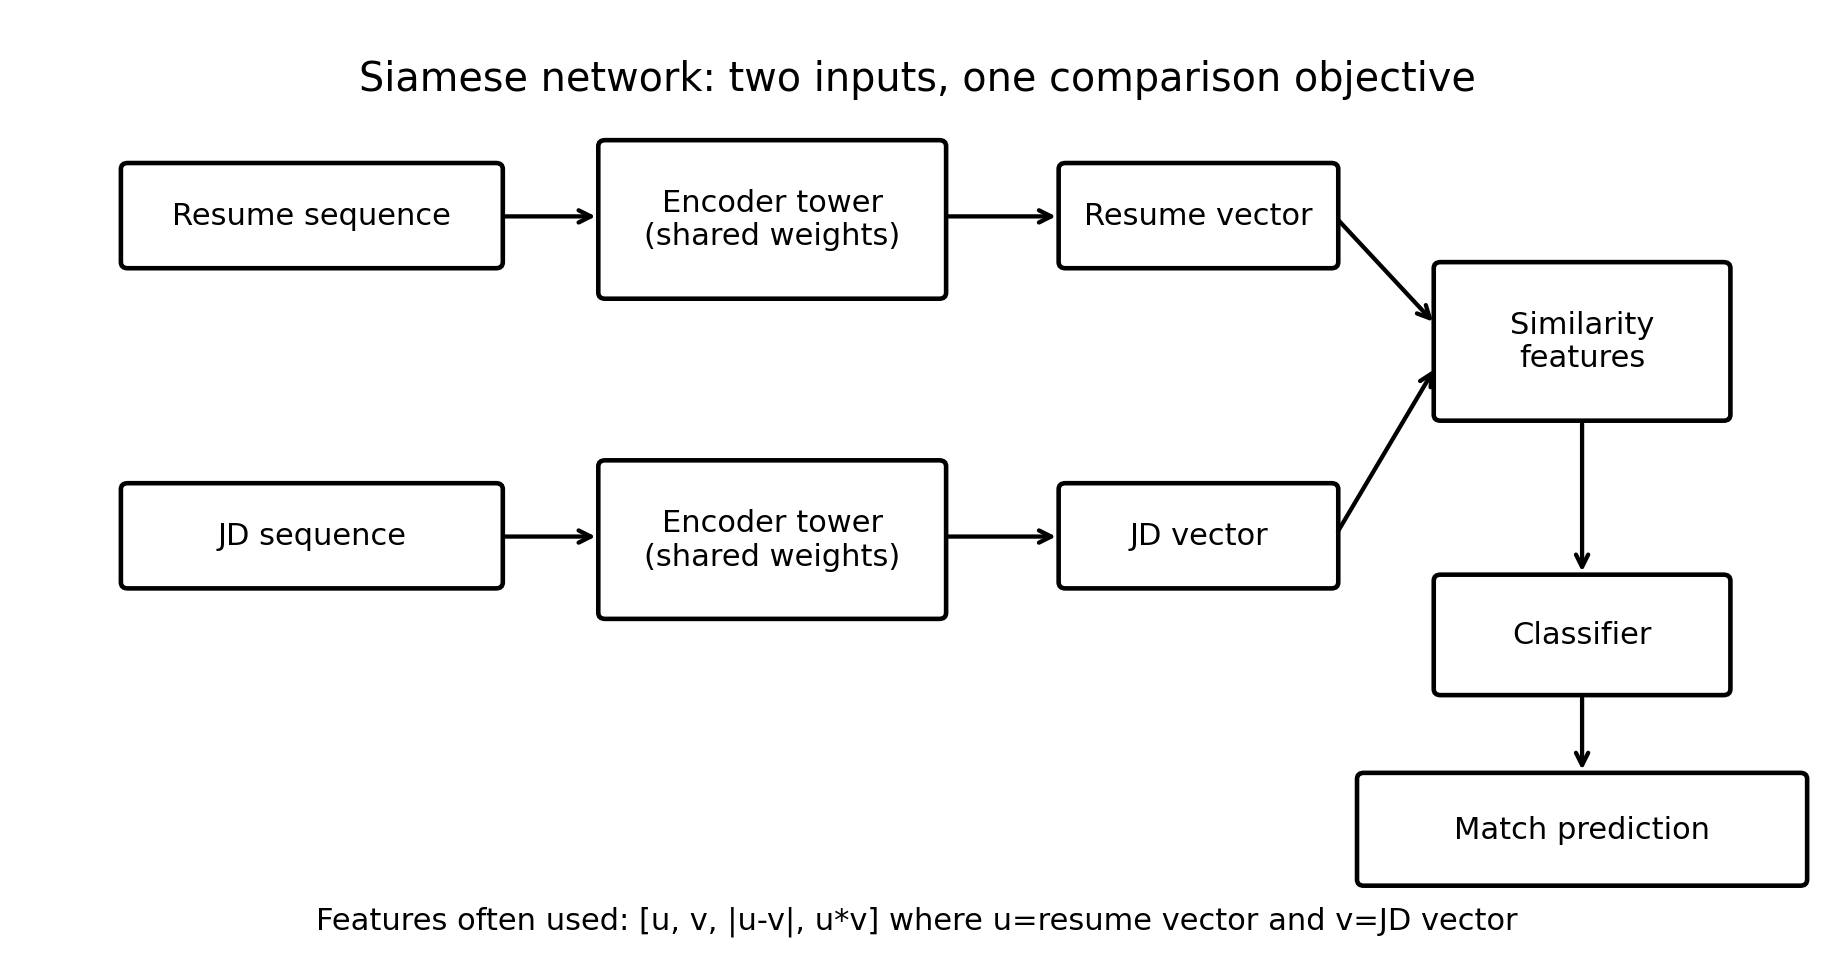 Siamese network: two inputs, one comparison objective
Resume sequence
Encoder tower
(shared weights)
Resume vector
Similarity
features
JD sequence
Encoder tower
(shared weights)
JD vector
Classifier
Match prediction
Features often used: [u, v, |u-v|, u*v] where u=resume vector and v=JD vector